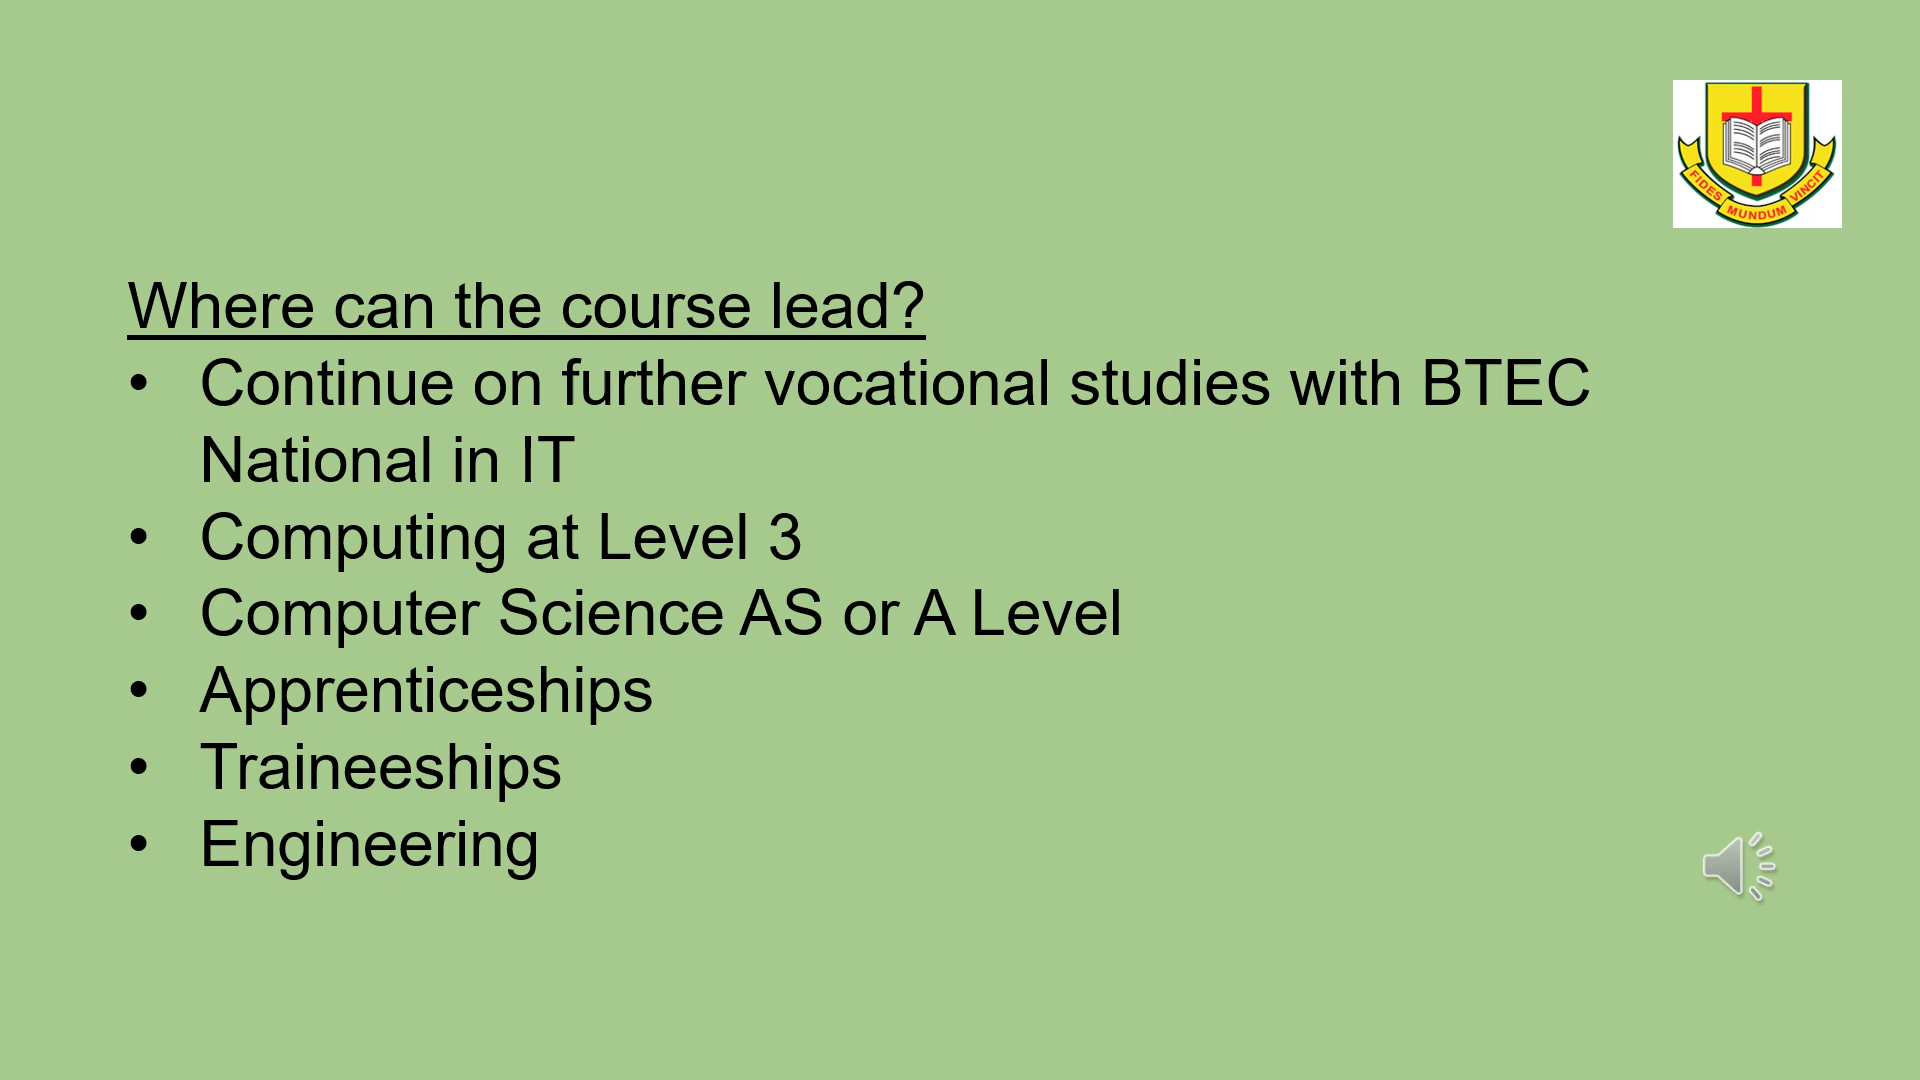 FIDES MUNDUM VINCIT
Where can the course lead?
• Continue on further vocational studies with BTEC
National in IT
• Computing at Level 3
• Computer Science AS or A Level
• Apprenticeships
• Traineeships
• Engineering